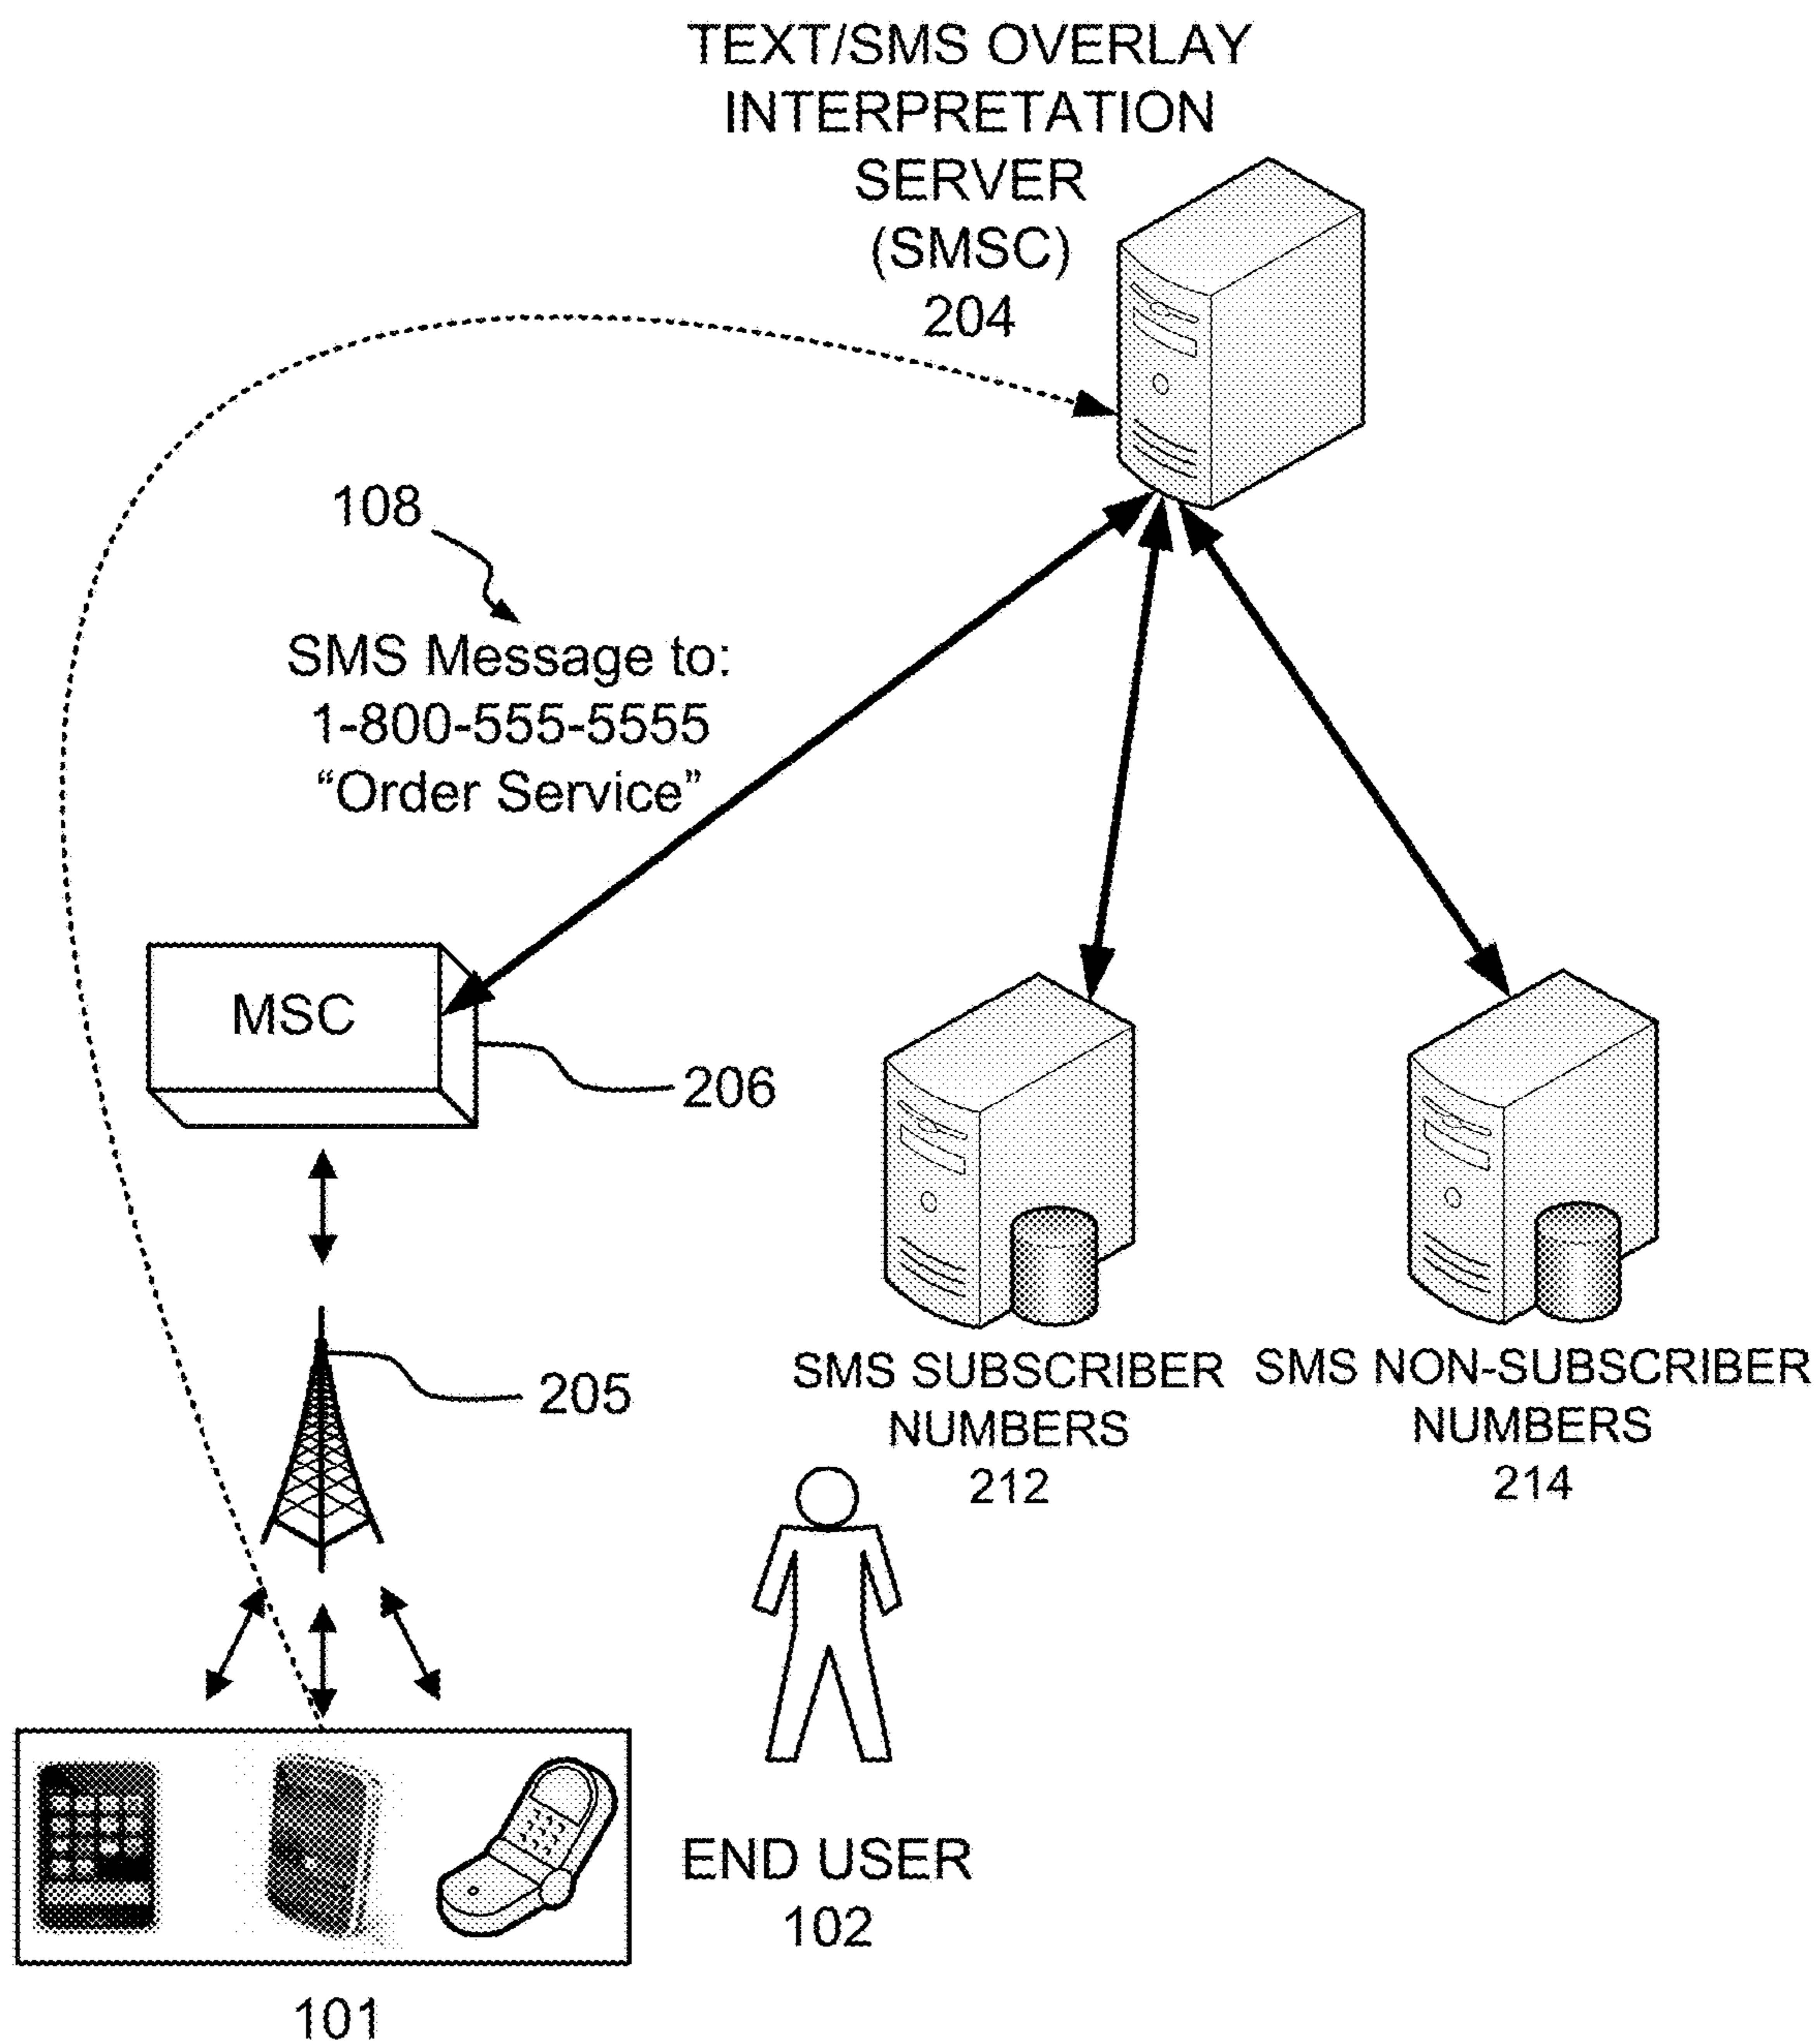 TEXT/SMS OVERLAY
INTERPRETATION
SERVER
(SMSC)
204
108
SMS Message to:
1-800-555-5555
“Order Service”
MSC
206
205
SMS SUBSCRIBER
NUMBERS
212
SMS NON-SUBSCRIBER
NUMBERS
214
END USER
102
101